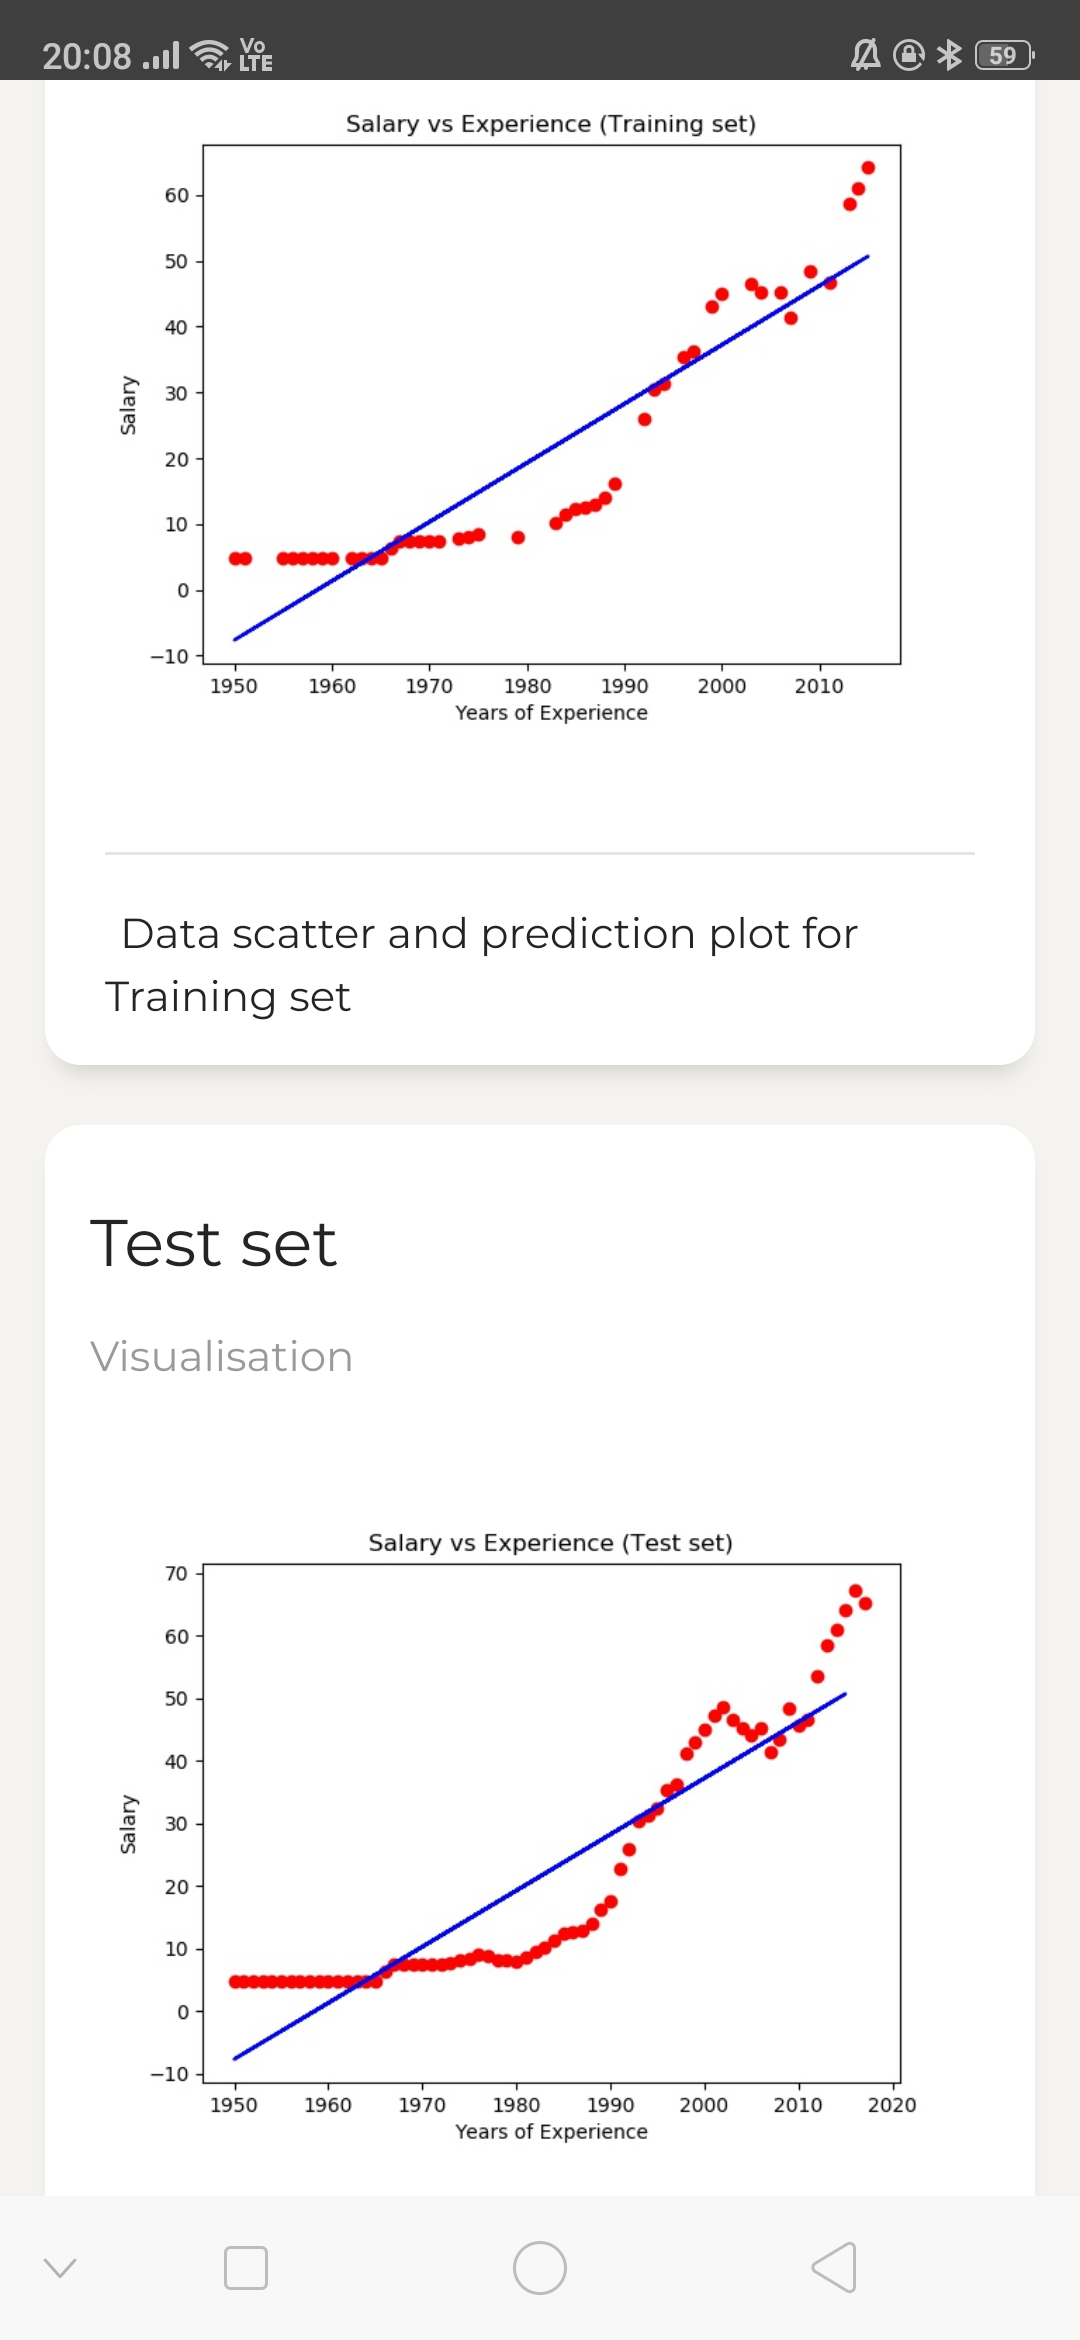 20:08 Vo LTE 59
Salary vs Experience (Training set)
60
50
40
30
20
10
0
−10
Salary
1950 1960 1970 1980 1990 2000 2010
Years of Experience
Data scatter and prediction plot for
Training set
Test set
Visualisation
Salary vs Experience (Test set)
70
60
50
40
30
20
10
0
−10
Salary
1950 1960 1970 1980 1990 2000 2010 2020
Years of Experience